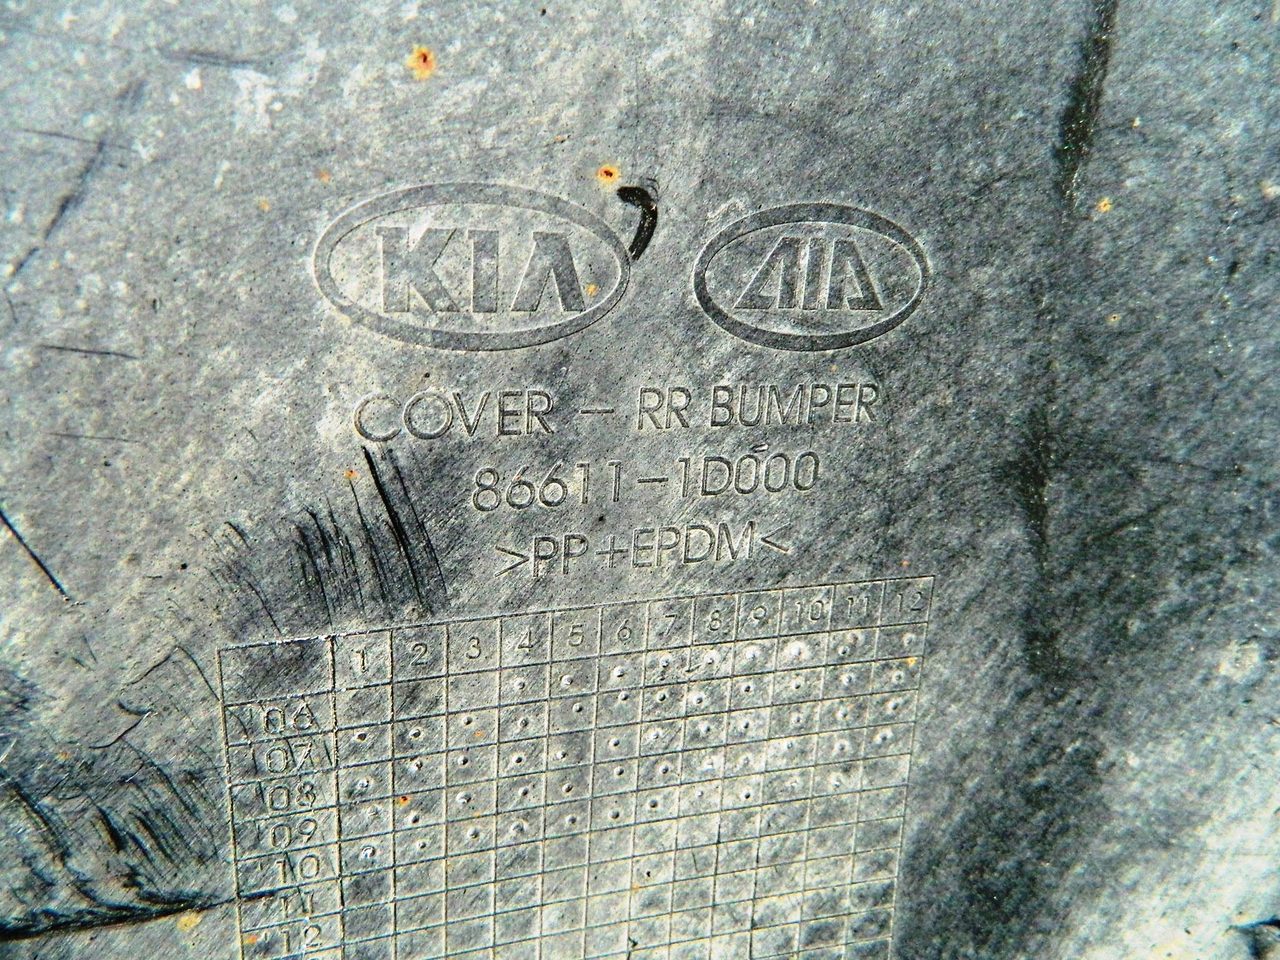 KIA KIA
COVER - RR BUMPER
86611-1D000
>PP+EPDM<
1 2 3 4 5 6 7 8 9 10 11 12
'06
'07
'08
'09
'10
'11
'12